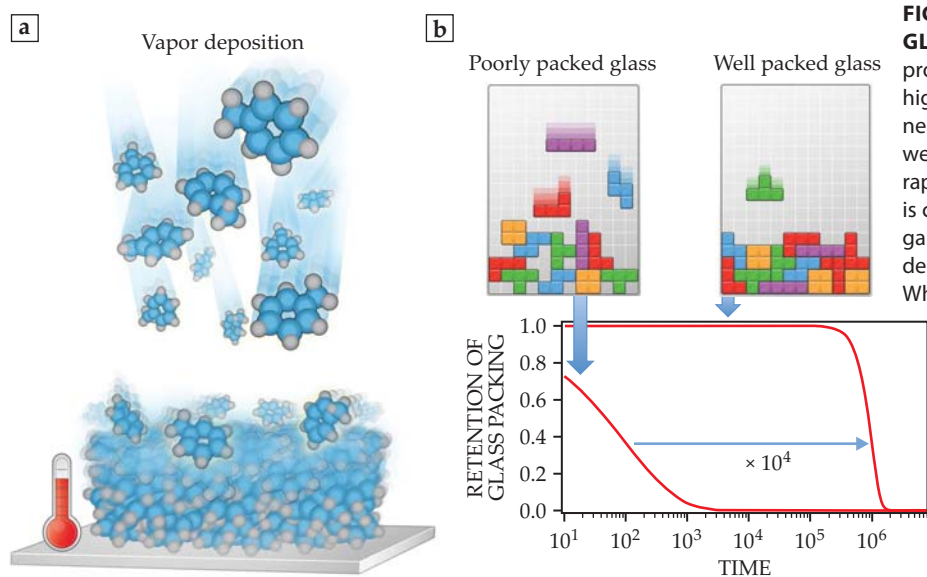 a
Vapor deposition
b
Poorly packed glass
Well packed glass
RETENTION OF
GLASS PACKING
1.0
0.8
0.6
0.4
0.2
0.0
× 10⁴
10¹ 10² 10³ 10⁴ 10⁵ 10⁶
TIME